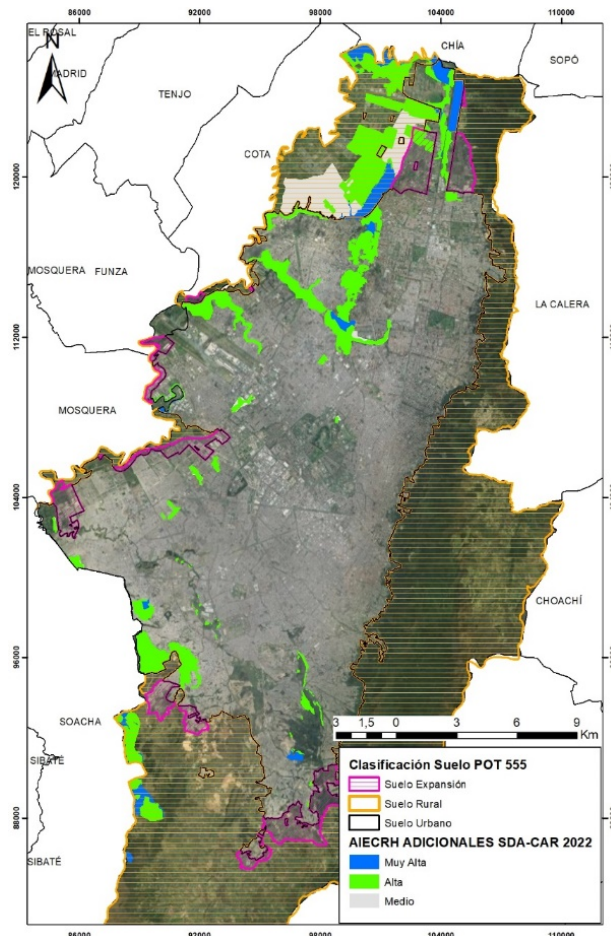 86000 92000 98000 104000 110000
EL ROSAL
N
MADRID
CHÍA
SOPÓ
TENJO
COTA
120000
MOSQUERA FUNZA
LA CALERA
112000
MOSQUERA
104000
104000
CHOACHÍ
96000
SOACHA
3 1,5 0 3 6 9
Km
SIBATÉ
88000
SIBATÉ
Clasificación Suelo POT 555
Suelo Expansión
Suelo Rural
Suelo Urbano
AIECRH ADICIONALES SDA-CAR 2022
Muy Alta
Alta
Medio
86000 92000 98000 104000 110000